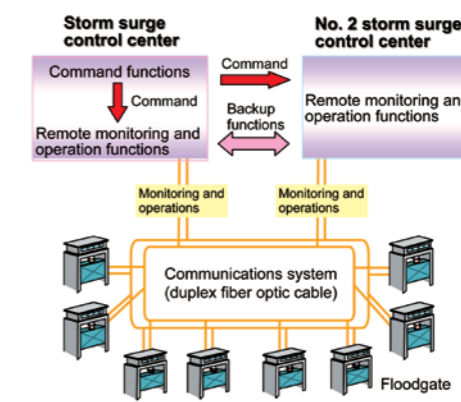 Storm surge
control center
No. 2 storm surge
control center
Command functions
Command
Remote monitoring and
operation functions
Command
Backup
functions
Remote monitoring an
operation functions
Monitoring and
operations
Monitoring and
operations
Communications system
(duplex fiber optic cable)
Floodgate